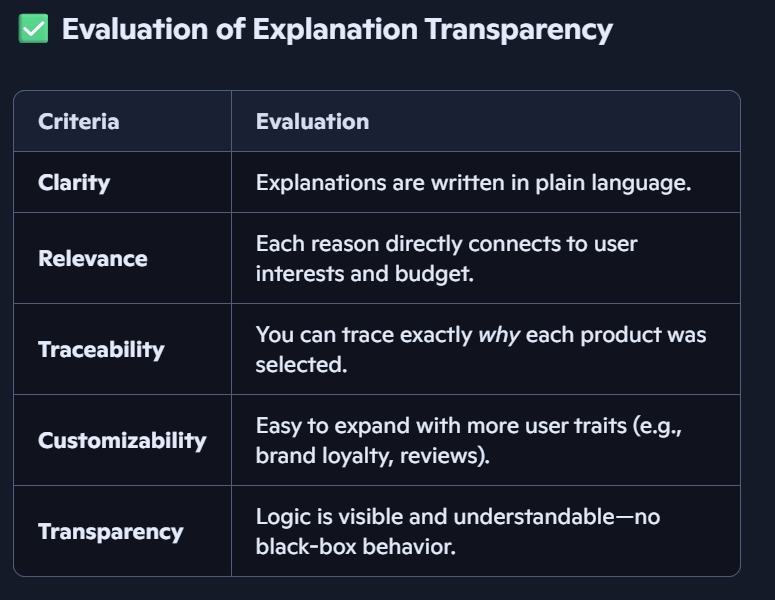 ✅ Evaluation of Explanation Transparency
Criteria
Evaluation
Clarity
Explanations are written in plain language.
Relevance
Each reason directly connects to user
interests and budget.
Traceability
You can trace exactly why each product was
selected.
Customizability
Easy to expand with more user traits (e.g.,
brand loyalty, reviews).
Transparency
Logic is visible and understandable—no
black-box behavior.